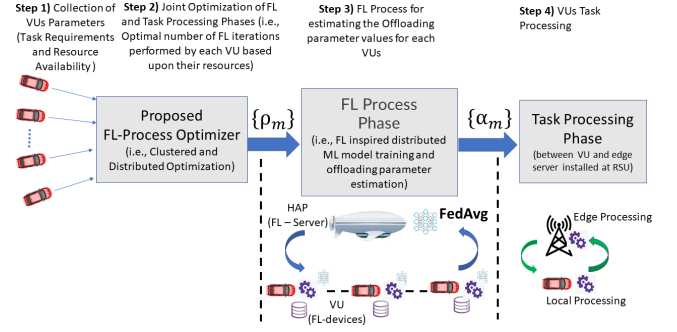 Step 1) Collection of
VUs Parameters
(Task Requirements
and Resource
Availability)
Step 2) Joint Optimization of FL
and Task Processing Phases (i.e.,
Optimal number of FL iterations
performed by each VU based
upon their resources)
Step 3) FL Process for
estimating the Offloading
parameter values for each
VUs
Step 4) VUs Task
Processing
Proposed
FL-Process Optimizer
(i.e., Clustered and
Distributed Optimization)
{ρm}
FL Process
Phase
(i.e., FL inspired distributed
ML model training and
offloading parameter
estimation)
{αm}
Task Processing
Phase
(between VU and edge
server installed at RSU)
HAP
(FL – Server)
FedAvg
VU
(FL-devices)
Edge Processing
Local Processing